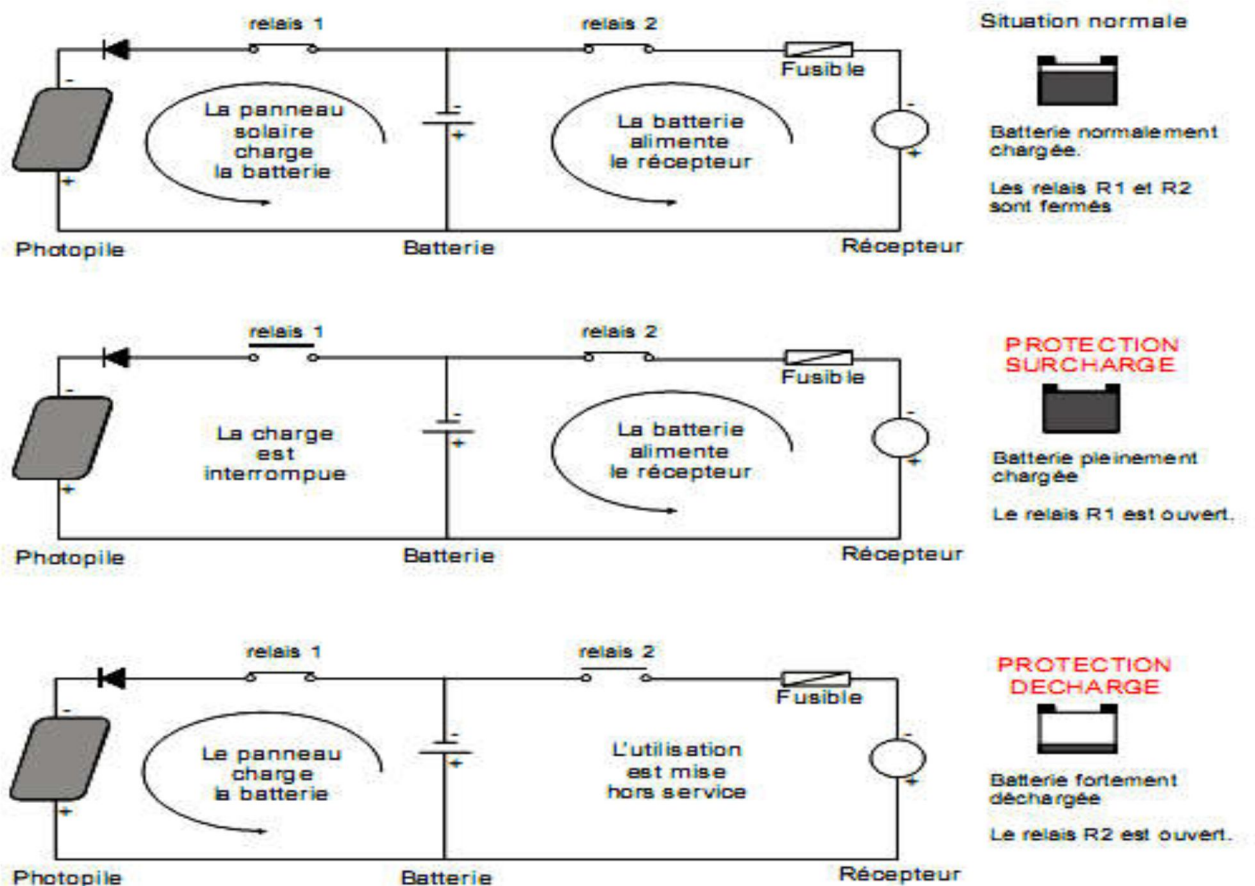 relais 1
relais 2
Fusible
-
+
-
+
-
+
La panneau
solaire
charge
la batterie
La batterie
alimente
le récepteur
Photopile
Batterie
Récepteur
Situation normale
Batterie normalement
chargée.
Les relais R1 et R2
sont fermés
relais 1
relais 2
Fusible
-
+
-
+
-
+
La charge
est
interrompue
La batterie
alimente
le récepteur
Photopile
Batterie
Récepteur
PROTECTION
SURCHARGE
Batterie pleinement
chargée
Le relais R1 est ouvert.
relais 1
relais 2
Fusible
-
+
-
+
-
+
Le panneau
charge
la batterie
L'utilisation
est mise
hors service
Photopile
Batterie
Récepteur
PROTECTION
DECHARGE
Batterie fortement
déchargée
Le relais R2 est ouvert.